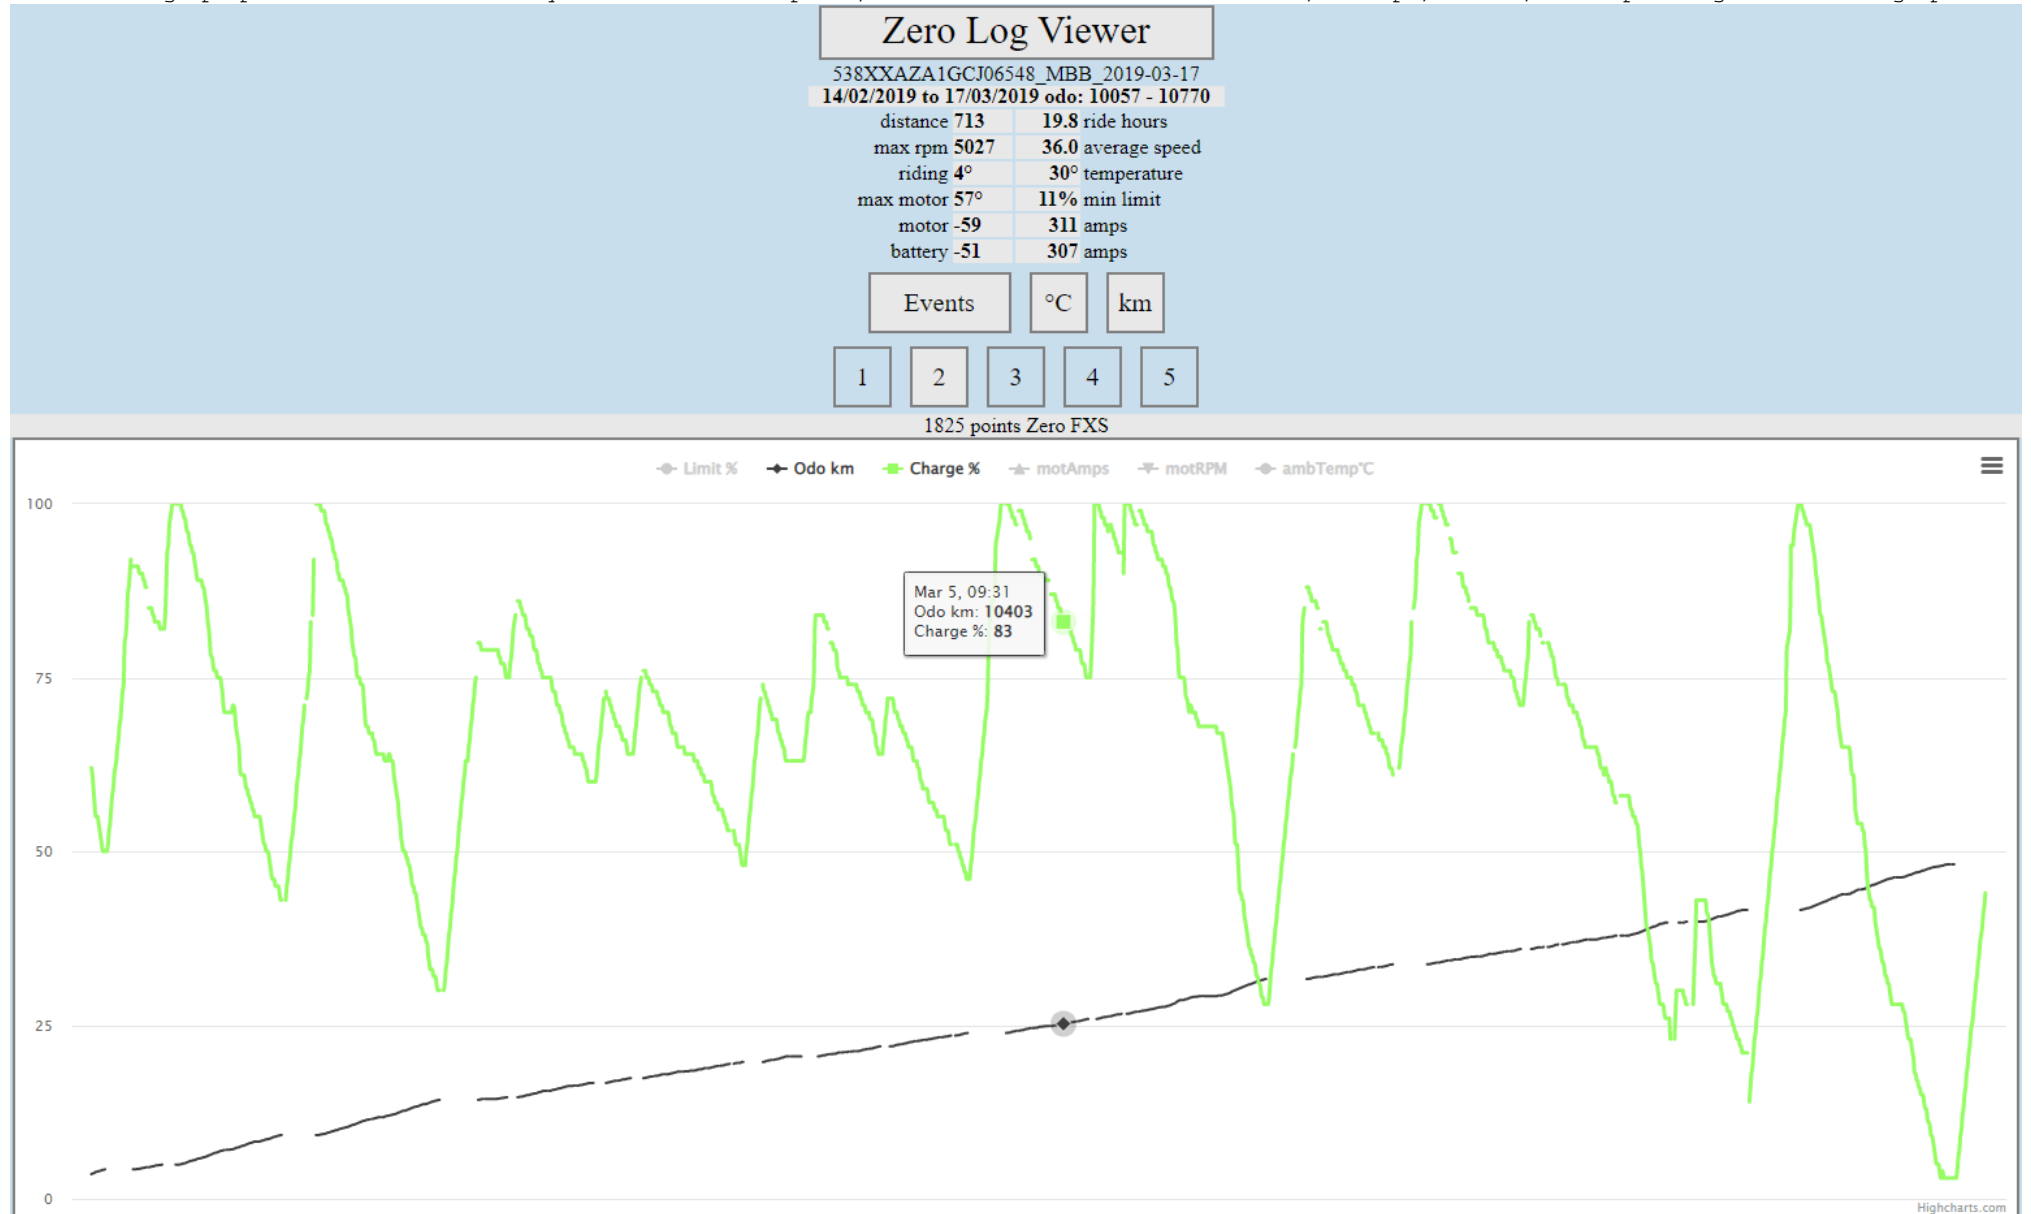 Zero Log Viewer
538XXAZA1GCJ06548_MBB_2019-03-17
14/02/2019 to 17/03/2019 odo: 10057 - 10770
distance 713 19.8 ride hours
max rpm 5027 36.0 average speed
riding 4° 30° temperature
max motor 57° 11% min limit
motor -59 311 amps
battery -51 307 amps
Events °C km
1 2 3 4 5
1825 points Zero FXS
Limit % Odo km Charge % motAmps motRPM ambTemp°C
100
75
Mar 5, 09:31
Odo km: 10403
Charge %: 83
50
25
0
Highcharts.com